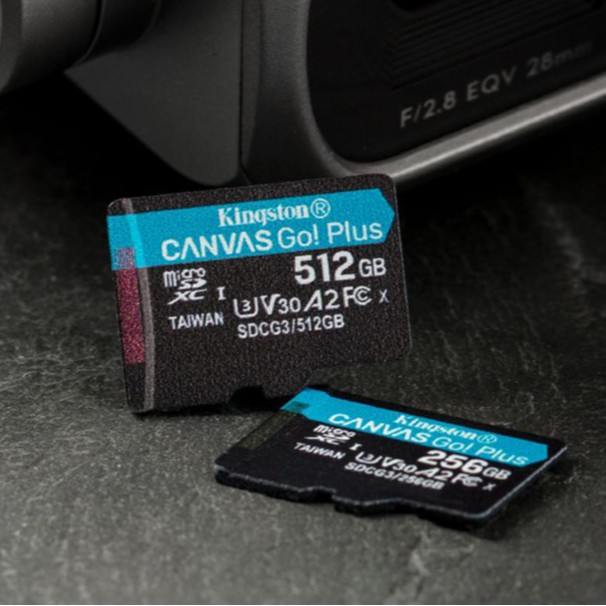 F/2.8 EQV 28mm
Kingston®
CANVAS Go! Plus
512GB
micro SD XC I
U3 V30 A2 FC X
TAIWAN
SDCG3/512GB
Kingston®
CANVAS Go! Plus
256GB
micro SD XC I
U3 V30 A2 FC X
TAIWAN
SDCG3/256GB